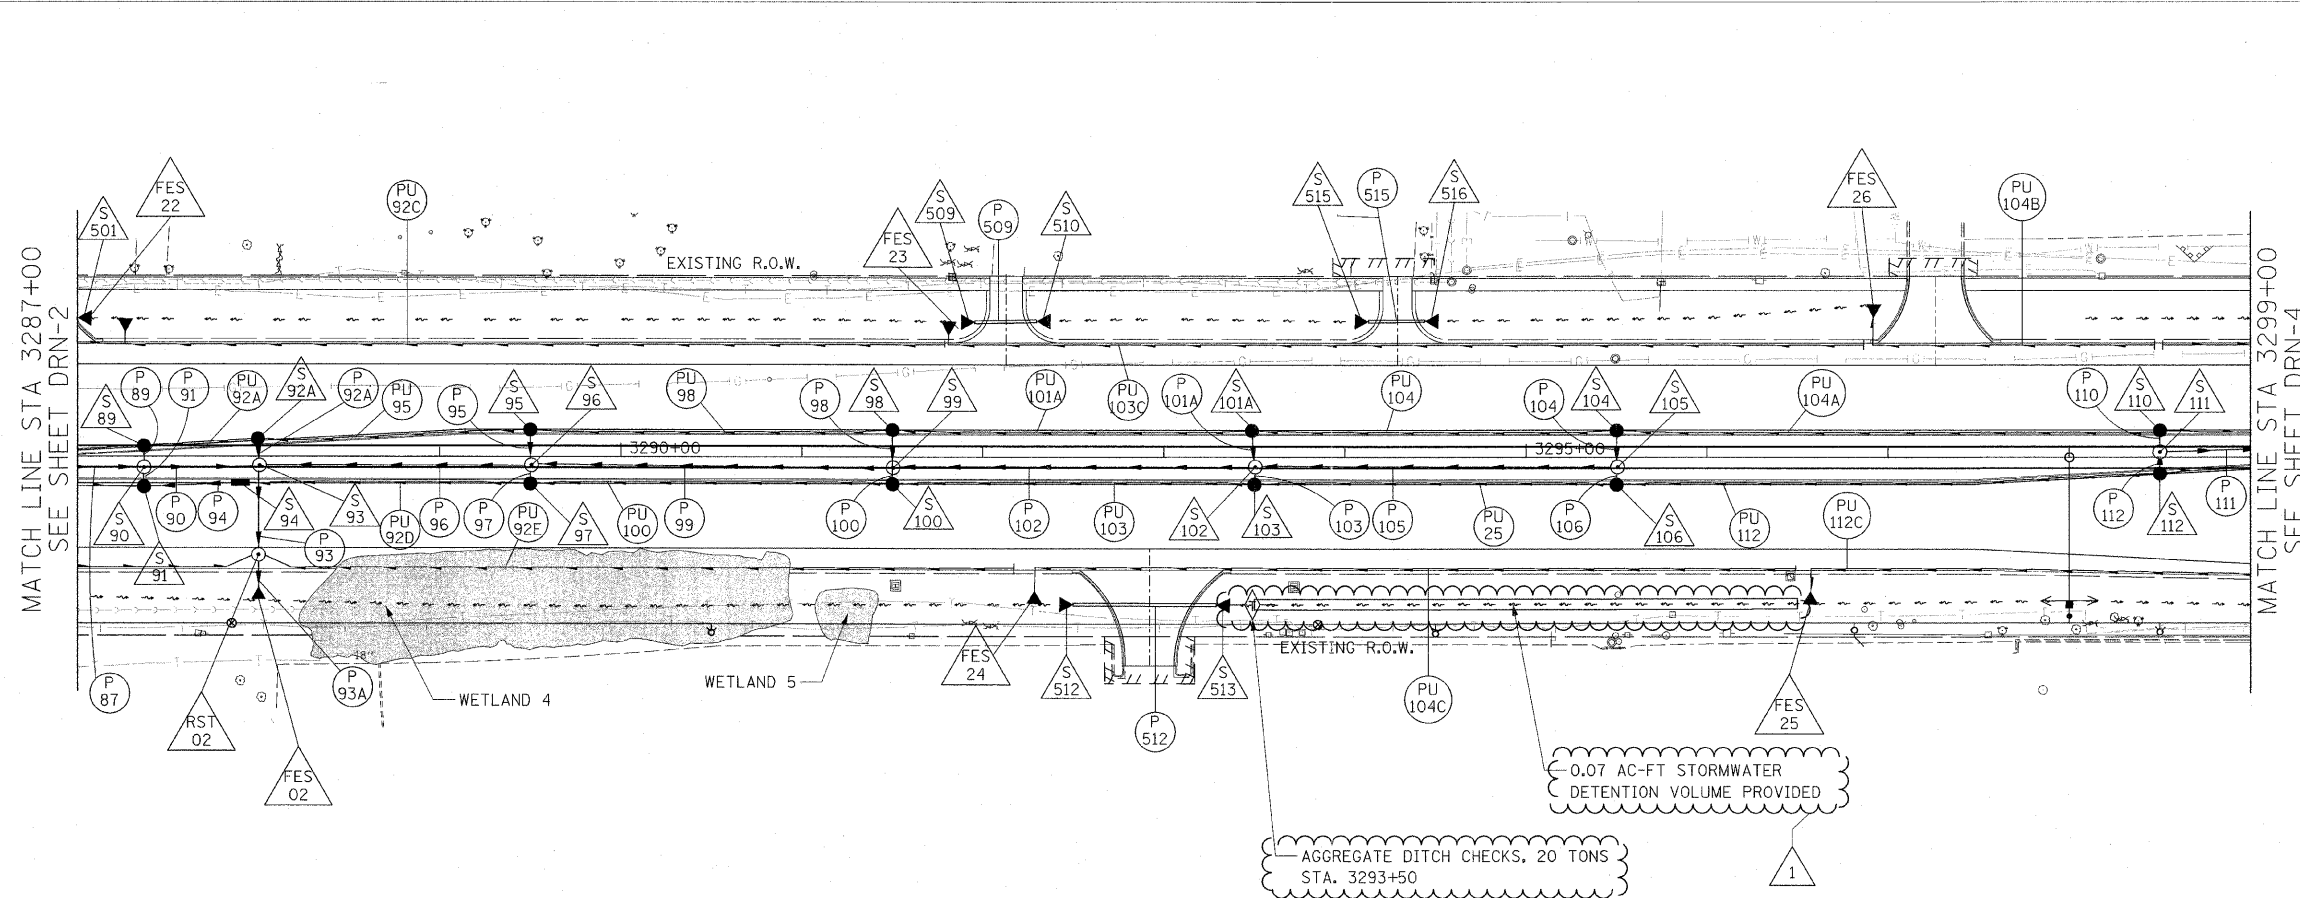 MATCH LINE STA 3287+00
SEE SHEET DRN-2
S
501
FES
22
PU
92C
EXISTING R.O.W.
FES
23
S
509
P
509
S
510
S
515
P
515
S
516
FES
26
PU
104B
MATCH LINE STA 3299+00
SEE SHEET DRN-4
S
89
P
89
P
91
PU
92A
S
92A
P
92A
PU
95
P
95
S
95
S
96
PU
98
P
98
S
98
S
99
PU
101A
PU
103C
P
101A
S
101A
PU
104
P
104
S
104
S
105
PU
104A
P
110
S
110
S
111
3290+00
3295+00
S
90
P
90
P
94
S
91
S
94
S
93
P
93
PU
92D
P
96
P
97
PU
92E
S
97
PU
100
P
99
P
100
S
100
P
102
PU
103
S
102
S
103
P
103
P
105
PU
25
P
106
S
106
PU
112
PU
112C
P
112
S
112
P
111
P
87
RST
02
FES
02
P
93A
18"
WETLAND 4
WETLAND 5
FES
24
S
512
P
512
S
513
EXISTING R.O.W.
PU
104C
FES
25
0.07 AC-FT STORMWATER
DETENTION VOLUME PROVIDED
AGGREGATE DITCH CHECKS, 20 TONS
STA. 3293+50
1